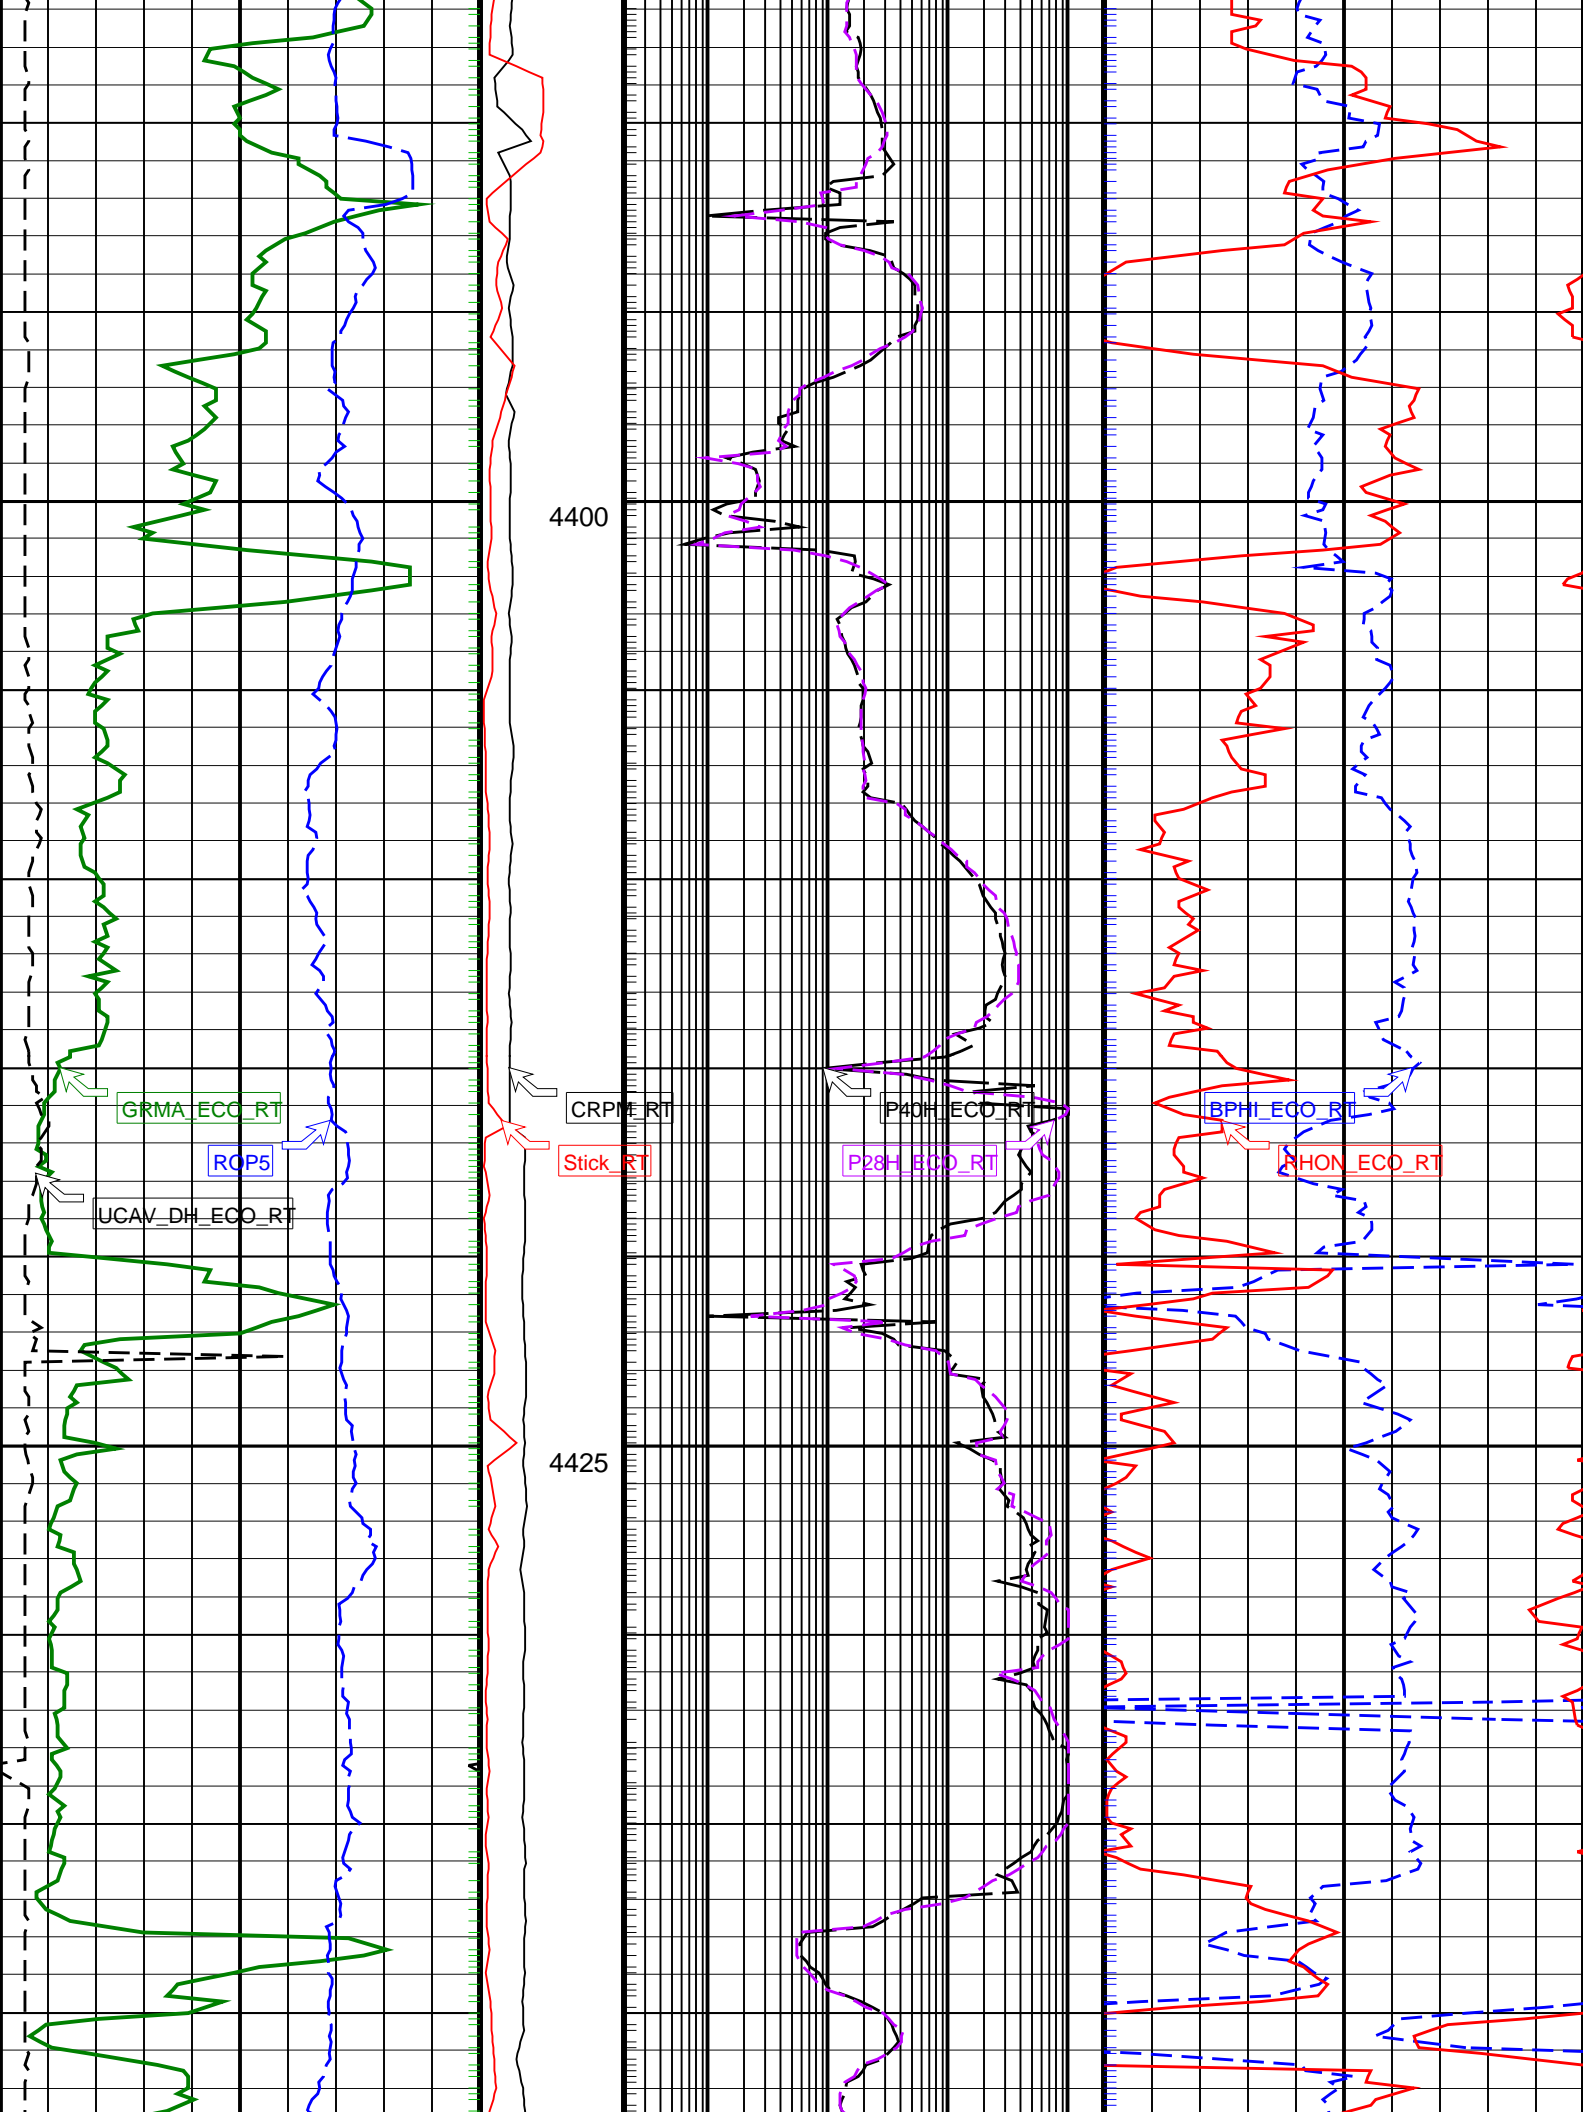 4400
GRMA_ECO_RT
CRPM_RT
P40H_ECO_RT
BPHI_ECO_RT
ROP5
Stick_RT
P28H_ECO_RT
RHON_ECO_RT
UCAV_DH_ECO_RT
4425